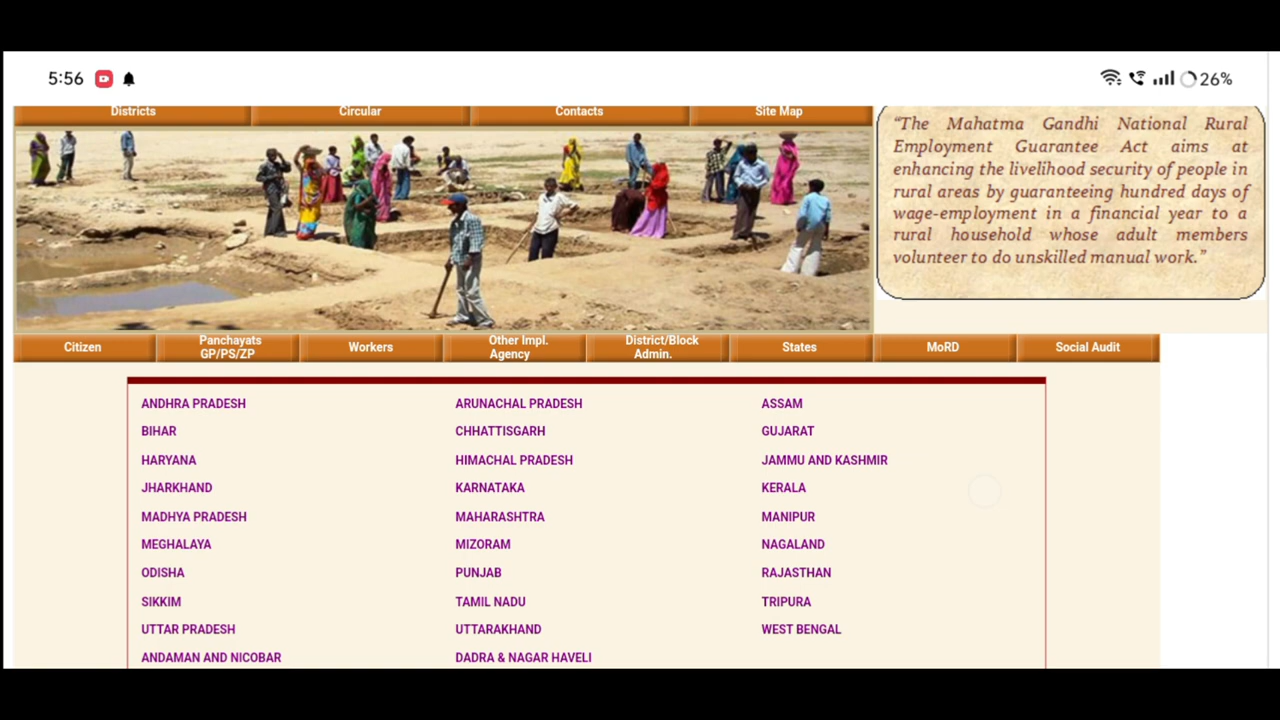 5:56
26%
Districts Circular Contacts Site Map
“The Mahatma Gandhi National Rural
Employment Guarantee Act aims at
enhancing the livelihood security of people in
rural areas by guaranteeing hundred days of
wage-employment in a financial year to a
rural household whose adult members
volunteer to do unskilled manual work.”
Citizen
Panchayats
GP/PS/ZP
Workers
Other Impl.
Agency
District/Block
Admin.
States
MoRD
Social Audit
ANDHRA PRADESH ARUNACHAL PRADESH ASSAM
BIHAR CHHATTISGARH GUJARAT
HARYANA HIMACHAL PRADESH JAMMU AND KASHMIR
JHARKHAND KARNATAKA KERALA
MADHYA PRADESH MAHARASHTRA MANIPUR
MEGHALAYA MIZORAM NAGALAND
ODISHA PUNJAB RAJASTHAN
SIKKIM TAMIL NADU TRIPURA
UTTAR PRADESH UTTARAKHAND WEST BENGAL
ANDAMAN AND NICOBAR DADRA & NAGAR HAVELI